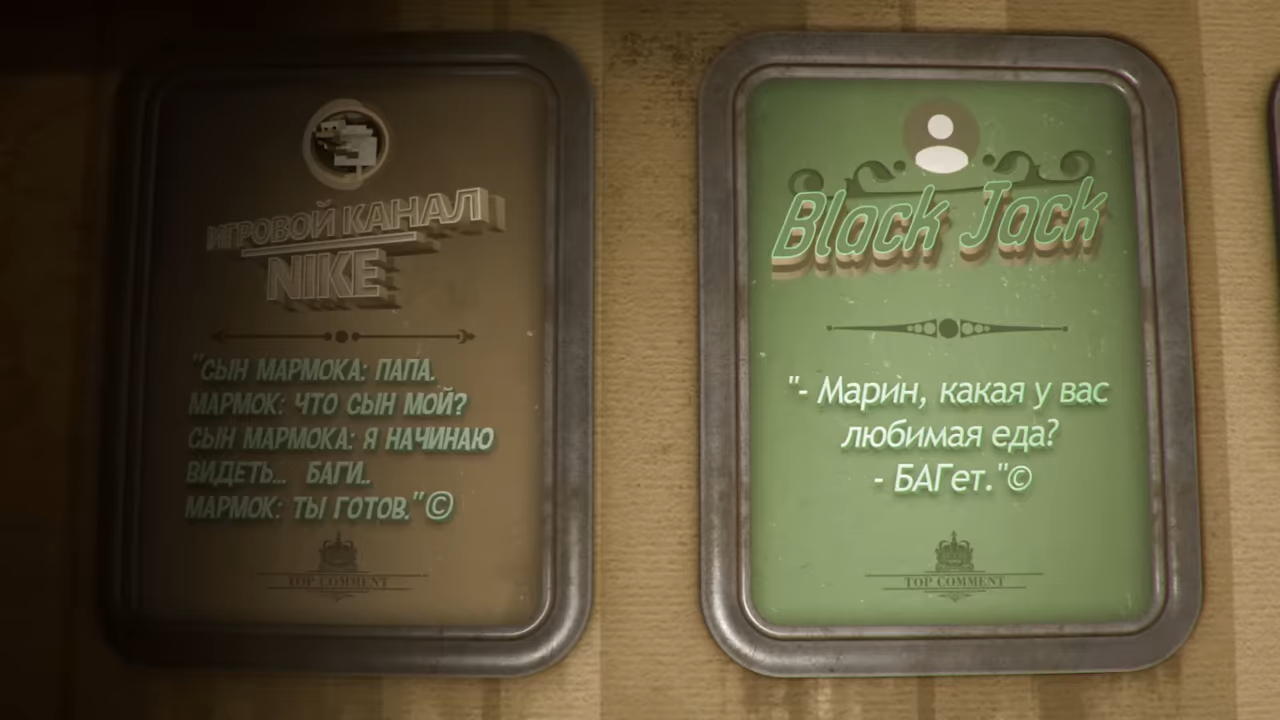 ИГРОВОЙ КАНАЛ
NIKE
"СЫН МАРМОКА: ПАПА.
МАРМОК: ЧТО СЫН МОЙ?
СЫН МАРМОКА: Я НАЧИНАЮ
ВИДЕТЬ... БАГИ..
МАРМОК: ТЫ ГОТОВ."©
TOP COMMENT
Black Jack
"- Марин, какая у вас
любимая еда?
- БАГет."©
TOP COMMENT